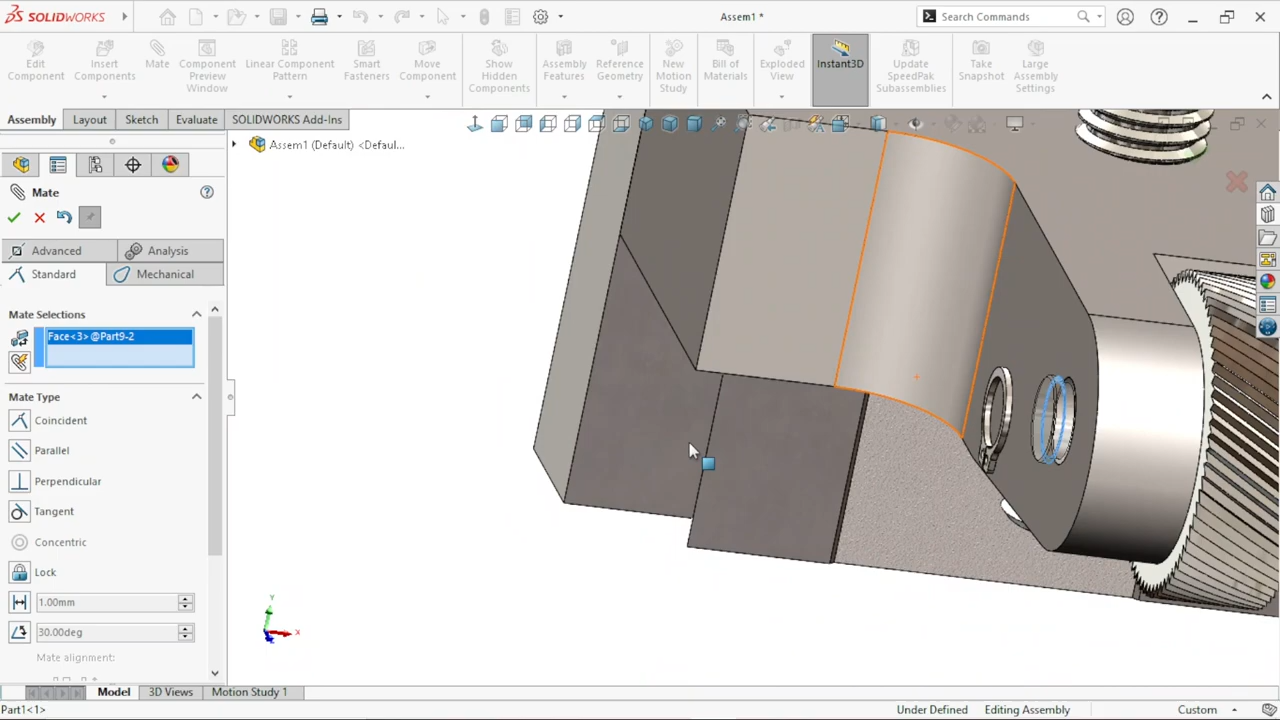 SOLIDWORKS
Assem1 *
Search Commands
Edit Component
Insert Components
Mate
Component Preview Window
Linear Component Pattern
Smart Fasteners
Move Component
Show Hidden Components
Assembly Features
Reference Geometry
New Motion Study
Bill of Materials
Exploded View
Instant3D
Update SpeedPak Subassemblies
Take Snapshot
Large Assembly Settings
Assembly
Layout
Sketch
Evaluate
SOLIDWORKS Add-Ins
Assem1 (Default) <Defaul...
Mate
Advanced
Analysis
Standard
Mechanical
Mate Selections
Face<3>@Part9-2
Mate Type
Coincident
Parallel
Perpendicular
Tangent
Concentric
Lock
1.00mm
30.00deg
Mate alignment:
Y
X
Model
3D Views
Motion Study 1
Part1<1>
Under Defined
Editing Assembly
Custom